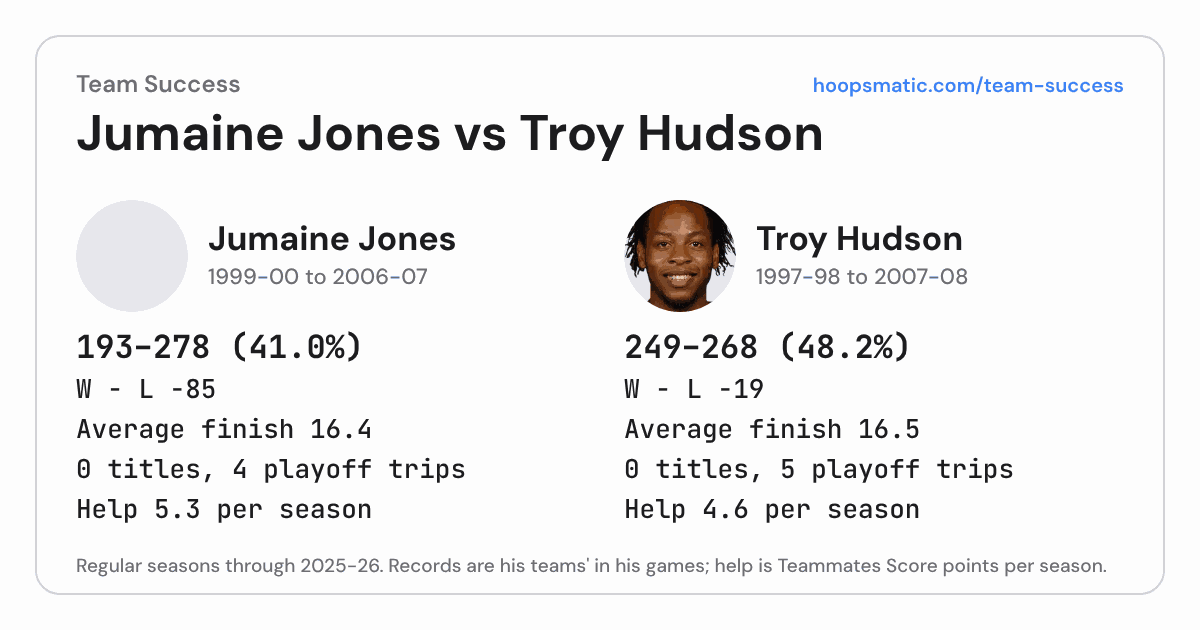 Team Success
hoopsmatic.com/team-success
Jumaine Jones vs Troy Hudson
Jumaine Jones
1999-00 to 2006-07
193-278 (41.0%)
W - L -85
Average finish 16.4
0 titles, 4 playoff trips
Help 5.3 per season
Troy Hudson
1997-98 to 2007-08
249-268 (48.2%)
W - L -19
Average finish 16.5
0 titles, 5 playoff trips
Help 4.6 per season
Regular seasons through 2025-26. Records are his teams' in his games; help is Teammates Score points per season.